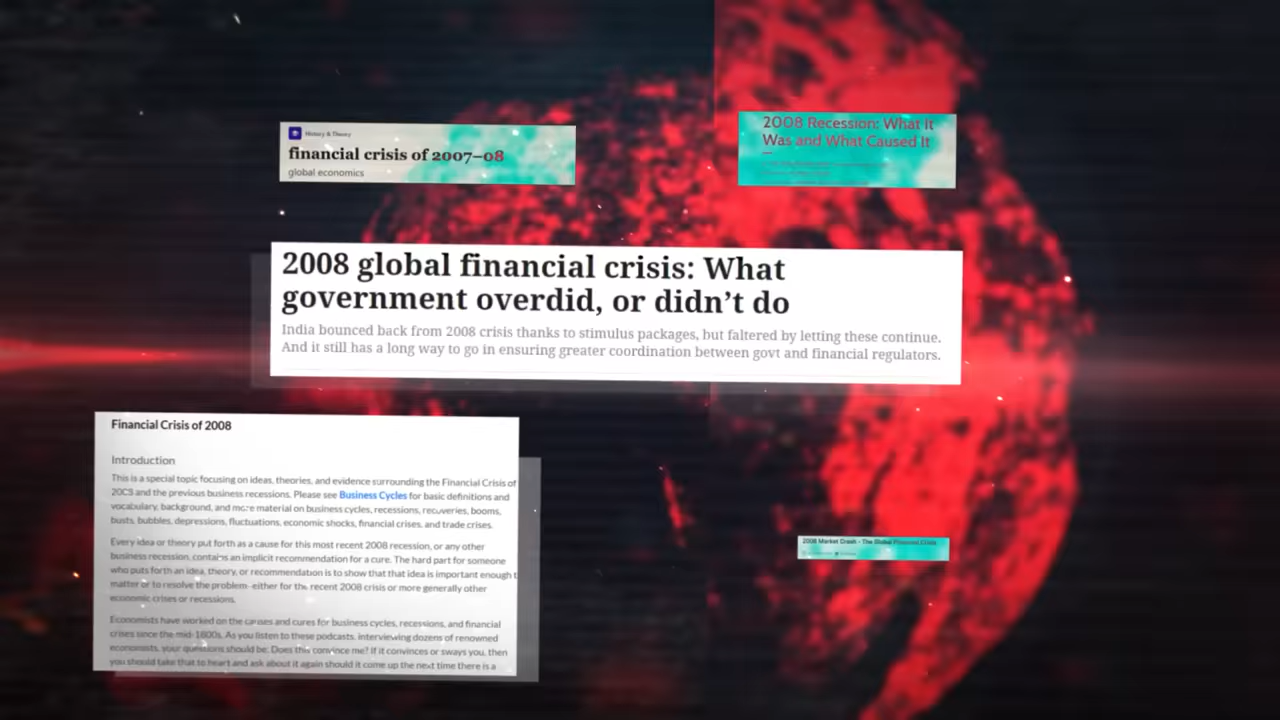 History & Theory
financial crisis of 2007–08
global economics
2008 Recession: What It
Was and What Caused It
2008 global financial crisis: What
government overdid, or didn't do
India bounced back from 2008 crisis thanks to stimulus packages, but faltered by letting these continue.
And it still has a long way to go in ensuring greater coordination between govt and financial regulators.
Financial Crisis of 2008
Introduction
This is a special topic focusing on ideas, theories, and evidence surrounding the Financial Crisis of
and the previous business recessions. Please see Business Cycles for basic definitions and
vocabulary, background, and more material on business cycles, recessions, recoveries, booms,
busts, bubbles, depressions, fluctuations, economic shocks, financial crises, and trade crises.
Every idea or theory put forth as a cause for this most recent 2008 recession, or any other
business recession, contains an implicit recommendation for a cure. The hard part for someone
who puts forth an idea, theory, or recommendation is to show that that idea is important enough t
matter or to resolve the problem- either for the recent 2008 crisis or more generally other
economic crises or recessions.
Economists have worked on the causes and cures for business cycles, recessions, and financial
crises since the mid-1800s. As you listen to these podcasts, interviewing dozens of renowned
economists, your questions should be: Does this convince me? If it convinces or sways you, then
you should take that to heart and ask about it again should it come up the next time there is a
2008 Market Crash - The Global Financial Crisis